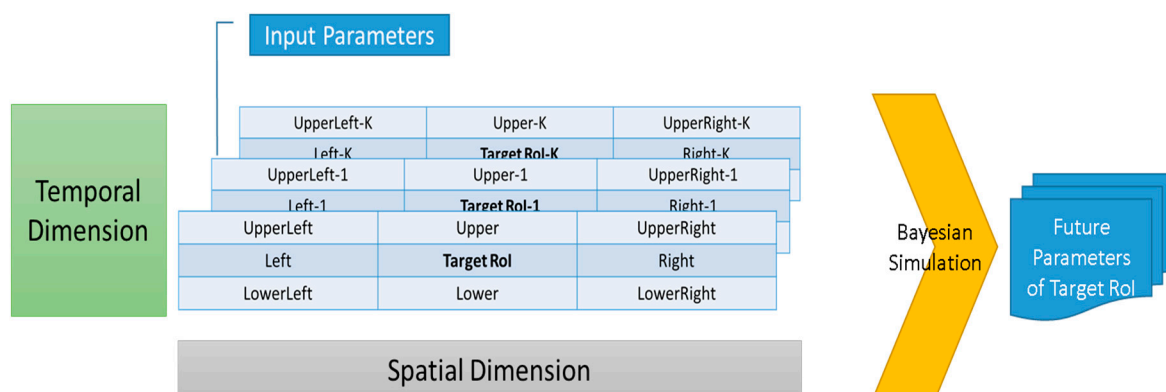 Input Parameters
Temporal
Dimension
UpperLeft-K Upper-K UpperRight-K
Left-K Target RoI-K Right-K
UpperLeft-1 Upper-1 UpperRight-1
Left-1 Target RoI-1 Right-1
UpperLeft Upper UpperRight
Left Target RoI Right
LowerLeft Lower LowerRight
Spatial Dimension
Bayesian
Simulation
Future
Parameters
of Target RoI